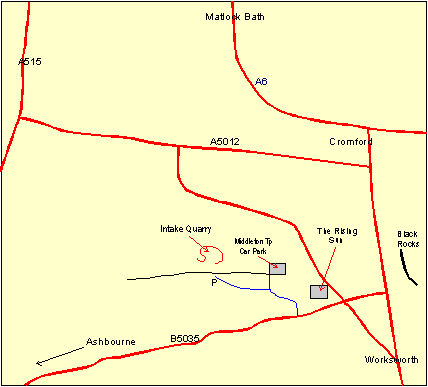 Matlock Bath
A515
A6
A5012
Cromford
Intake Quarry
Middleton Tp
Car Park
The Rising
Sun
Black
Rocks
P
B5035
Ashbourne
Worksworth